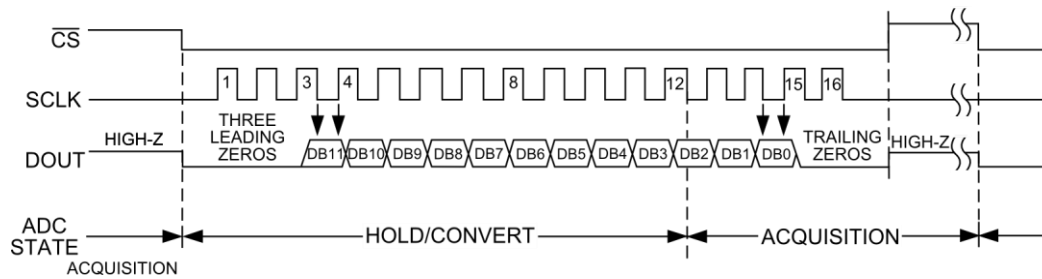 CS
SCLK
1 3 4 8 12 15 16
HIGH-Z
THREE
LEADING
ZEROS
TRAILING
ZEROS
HIGH-Z
DOUT
DB11 DB10 DB9 DB8 DB7 DB6 DB5 DB4 DB3 DB2 DB1 DB0
ADC
STATE
HOLD/CONVERT
ACQUISITION
ACQUISITION